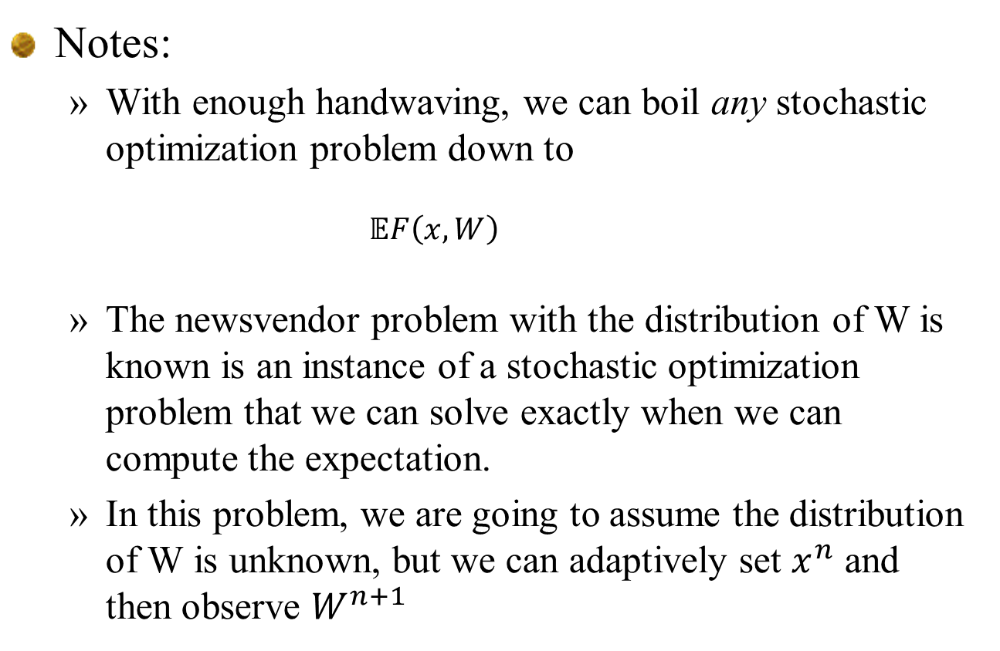 Notes:
» With enough handwaving, we can boil any stochastic
optimization problem down to
𝔼F(x, W)
» The newsvendor problem with the distribution of W is
known is an instance of a stochastic optimization
problem that we can solve exactly when we can
compute the expectation.
» In this problem, we are going to assume the distribution
of W is unknown, but we can adaptively set xⁿ and
then observe Wⁿ⁺¹